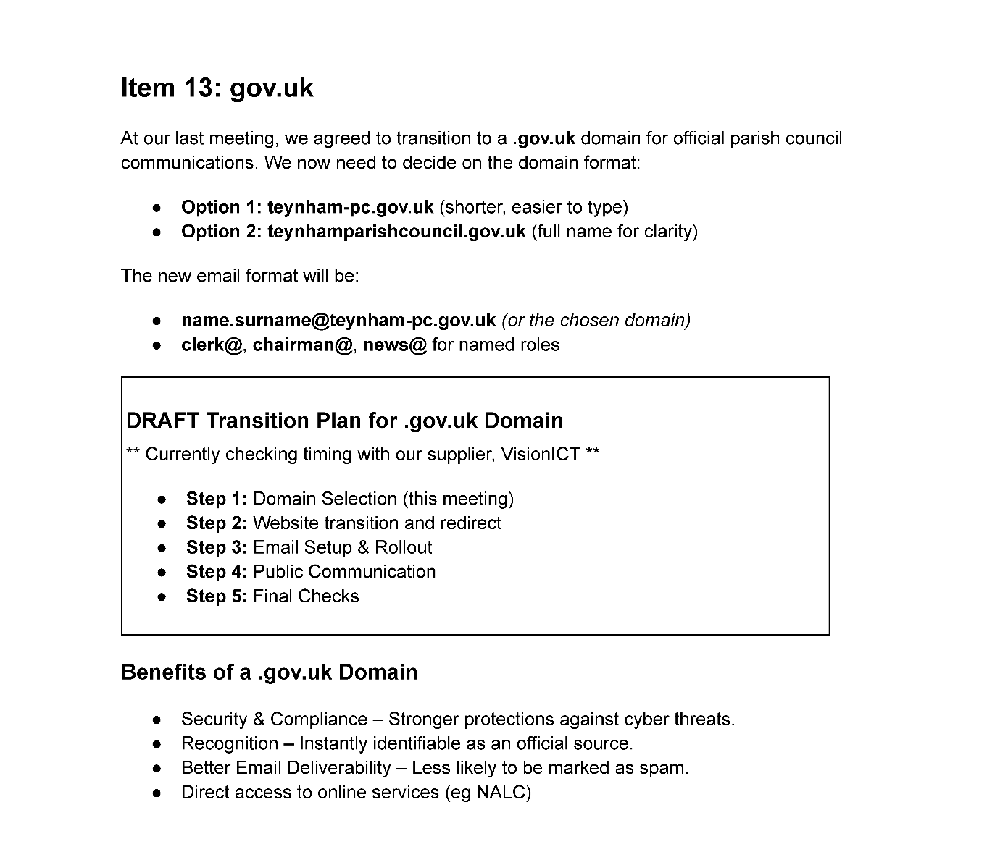 Item 13: gov.uk
At our last meeting, we agreed to transition to a .gov.uk domain for official parish council
communications. We now need to decide on the domain format:
● Option 1: teynham-pc.gov.uk (shorter, easier to type)
● Option 2: teynhamparishcouncil.gov.uk (full name for clarity)
The new email format will be:
● name.surname@teynham-pc.gov.uk (or the chosen domain)
● clerk@, chairman@, news@ for named roles
DRAFT Transition Plan for .gov.uk Domain
** Currently checking timing with our supplier, VisionICT **
● Step 1: Domain Selection (this meeting)
● Step 2: Website transition and redirect
● Step 3: Email Setup & Rollout
● Step 4: Public Communication
● Step 5: Final Checks
Benefits of a .gov.uk Domain
● Security & Compliance – Stronger protections against cyber threats.
● Recognition – Instantly identifiable as an official source.
● Better Email Deliverability – Less likely to be marked as spam.
● Direct access to online services (eg NALC)